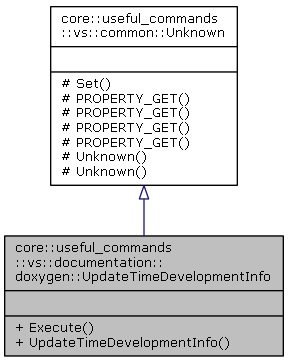 core::useful_commands
::vs::common::Unknown
# Set()
# PROPERTY_GET()
# PROPERTY_GET()
# PROPERTY_GET()
# PROPERTY_GET()
# Unknown()
# Unknown()
core::useful_commands
::vs::documentation::
doxygen::UpdateTimeDevelopmentInfo
+ Execute()
+ UpdateTimeDevelopmentInfo()